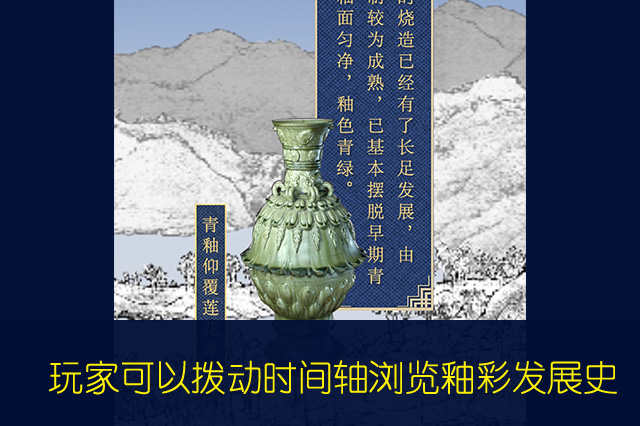 的烧造已经有了长足发展，由
制较为成熟，已基本摆脱早期青
釉面匀净，釉色青绿。
青釉仰覆莲
玩家可以拨动时间轴浏览釉彩发展史